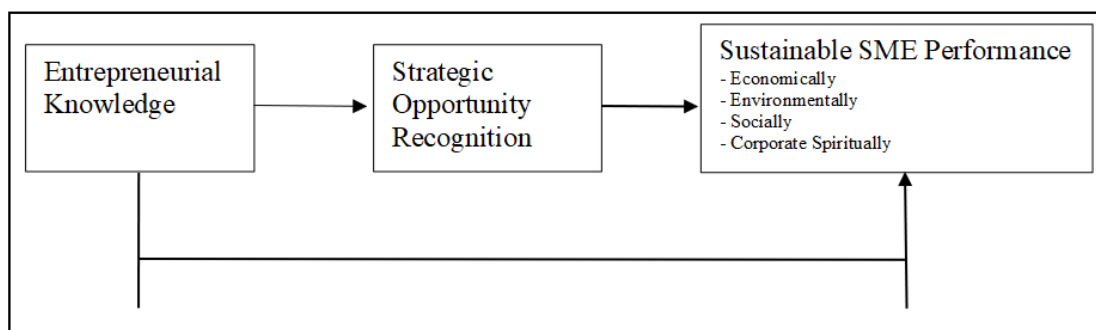 Entrepreneurial
Knowledge
Strategic
Opportunity
Recognition
Sustainable SME Performance
- Economically
- Environmentally
- Socially
- Corporate Spiritually